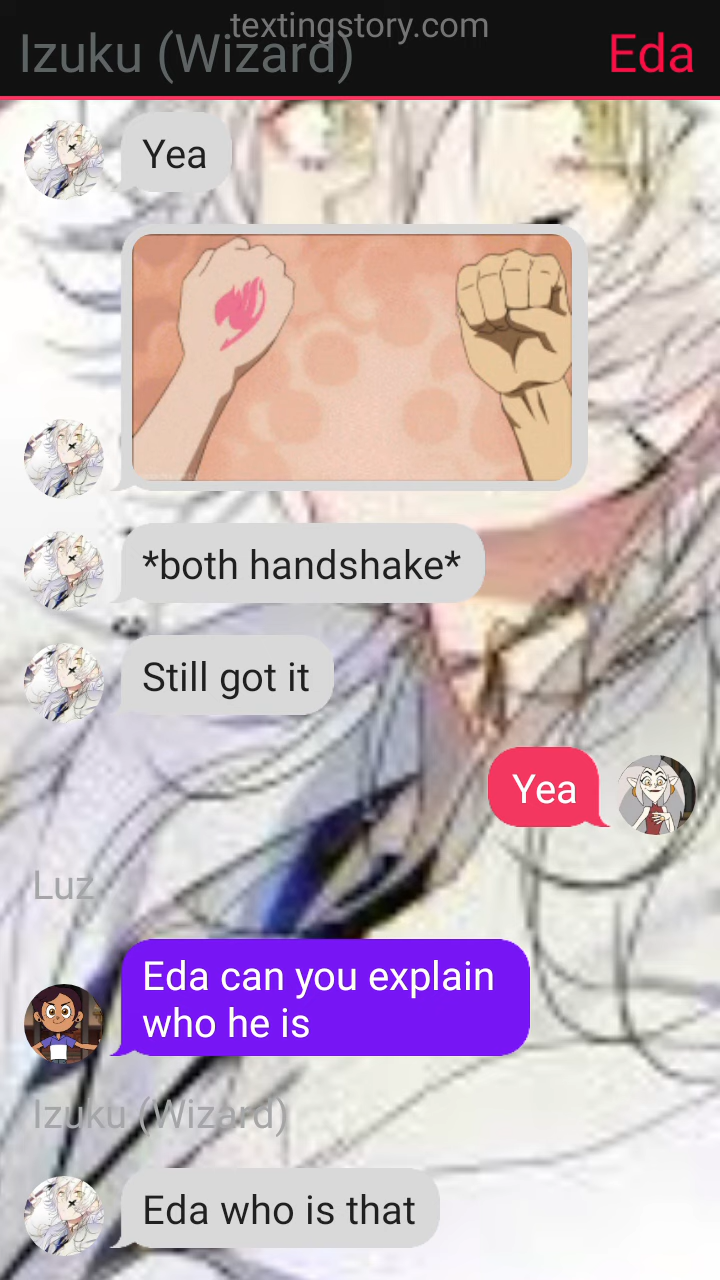 textingstory.com
Izuku (Wizard)
Eda
Yea
*both handshake*
Still got it
Yea
Luz
Eda can you explain
who he is
Izuku (Wizard)
Eda who is that